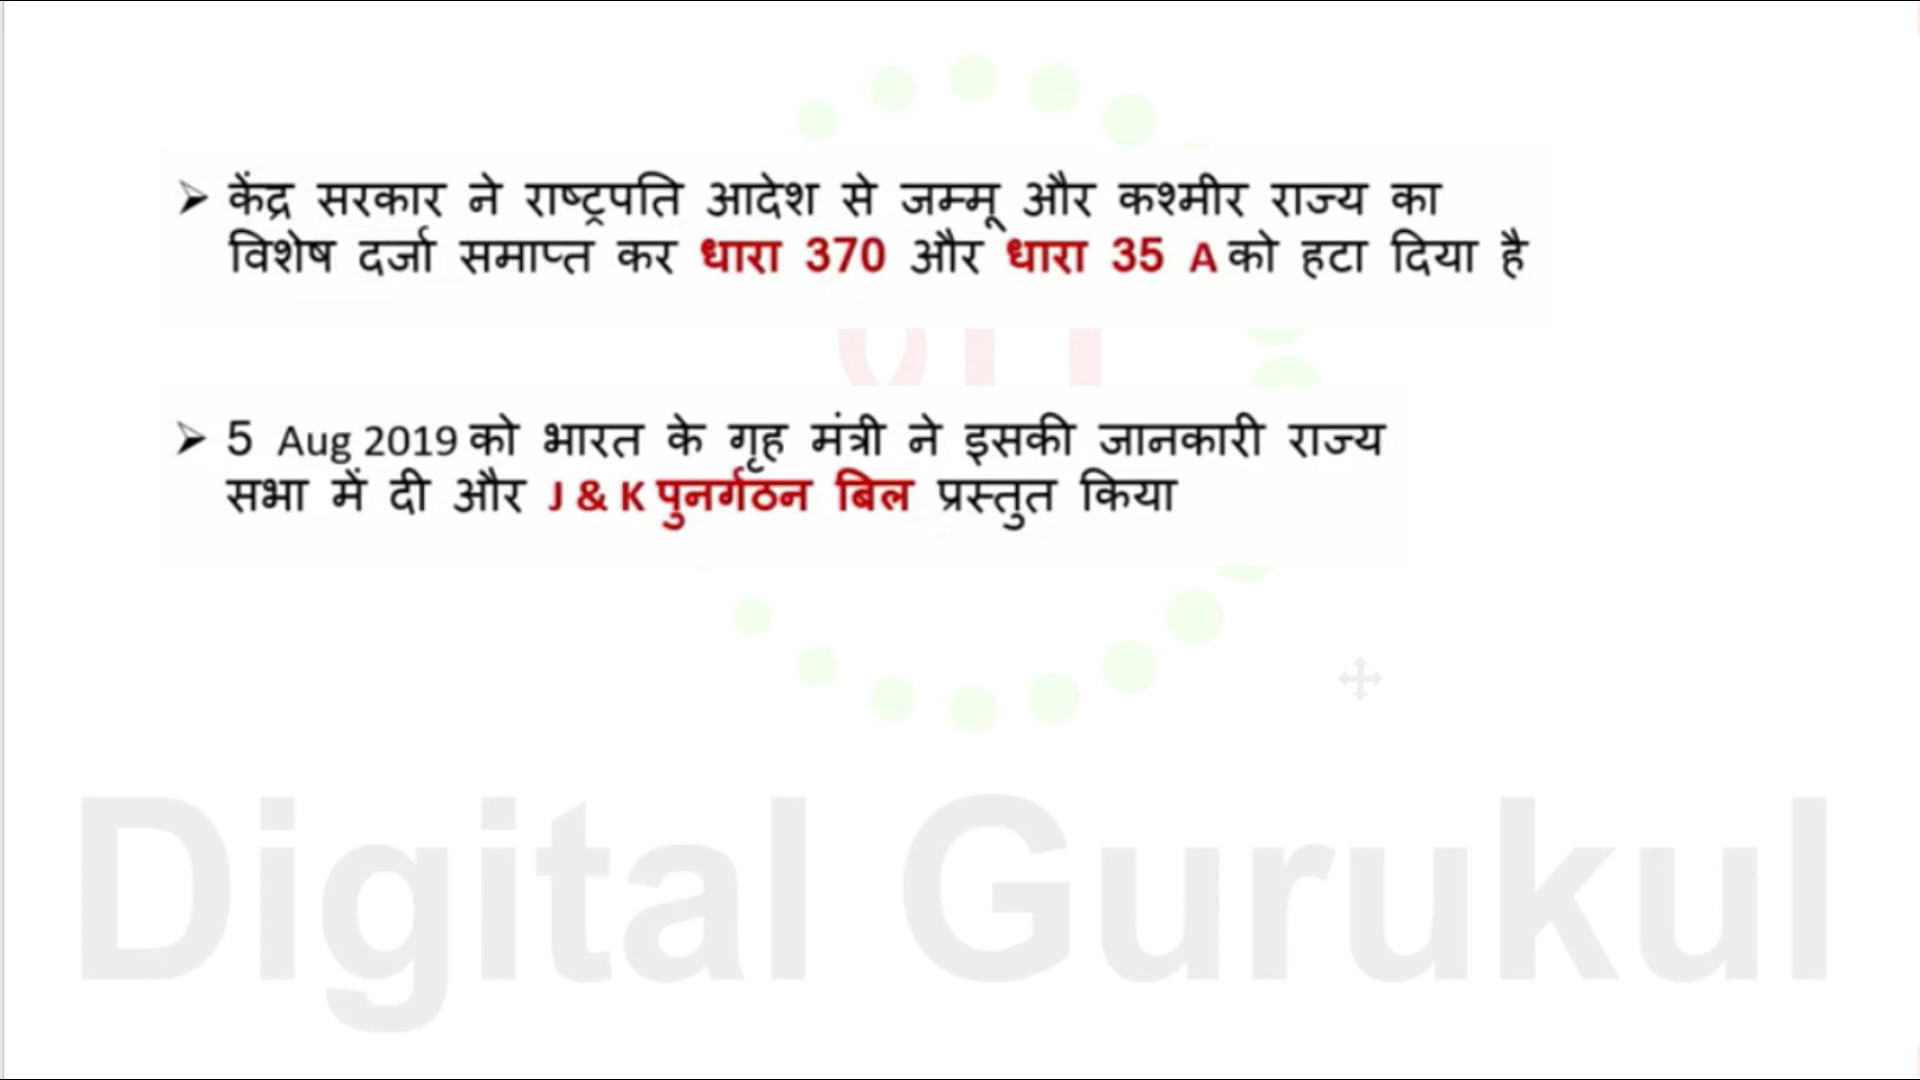 ➢ केंद्र सरकार ने राष्ट्रपति आदेश से जम्मू और कश्मीर राज्य का
विशेष दर्जा समाप्त कर धारा 370 और धारा 35 A को हटा दिया है
➢ 5 Aug 2019 को भारत के गृह मंत्री ने इसकी जानकारी राज्य
सभा में दी और J & K पुनर्गठन बिल प्रस्तुत किया
Digital Gurukul